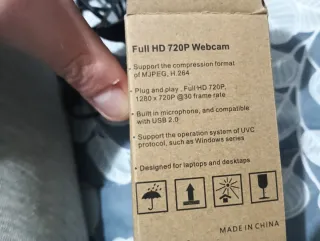 Full HD 720P Webcam
• Support the compression format
of MJPEG, H.264
• Plug and play. Full HD 720P,
1280 x 720P @30 frame rate
• Built in microphone, and compatible
with USB 2.0
• Support the operation system of UVC
protocol, such as Windows series
• Designed for laptops and desktaps
MADE IN CHINA